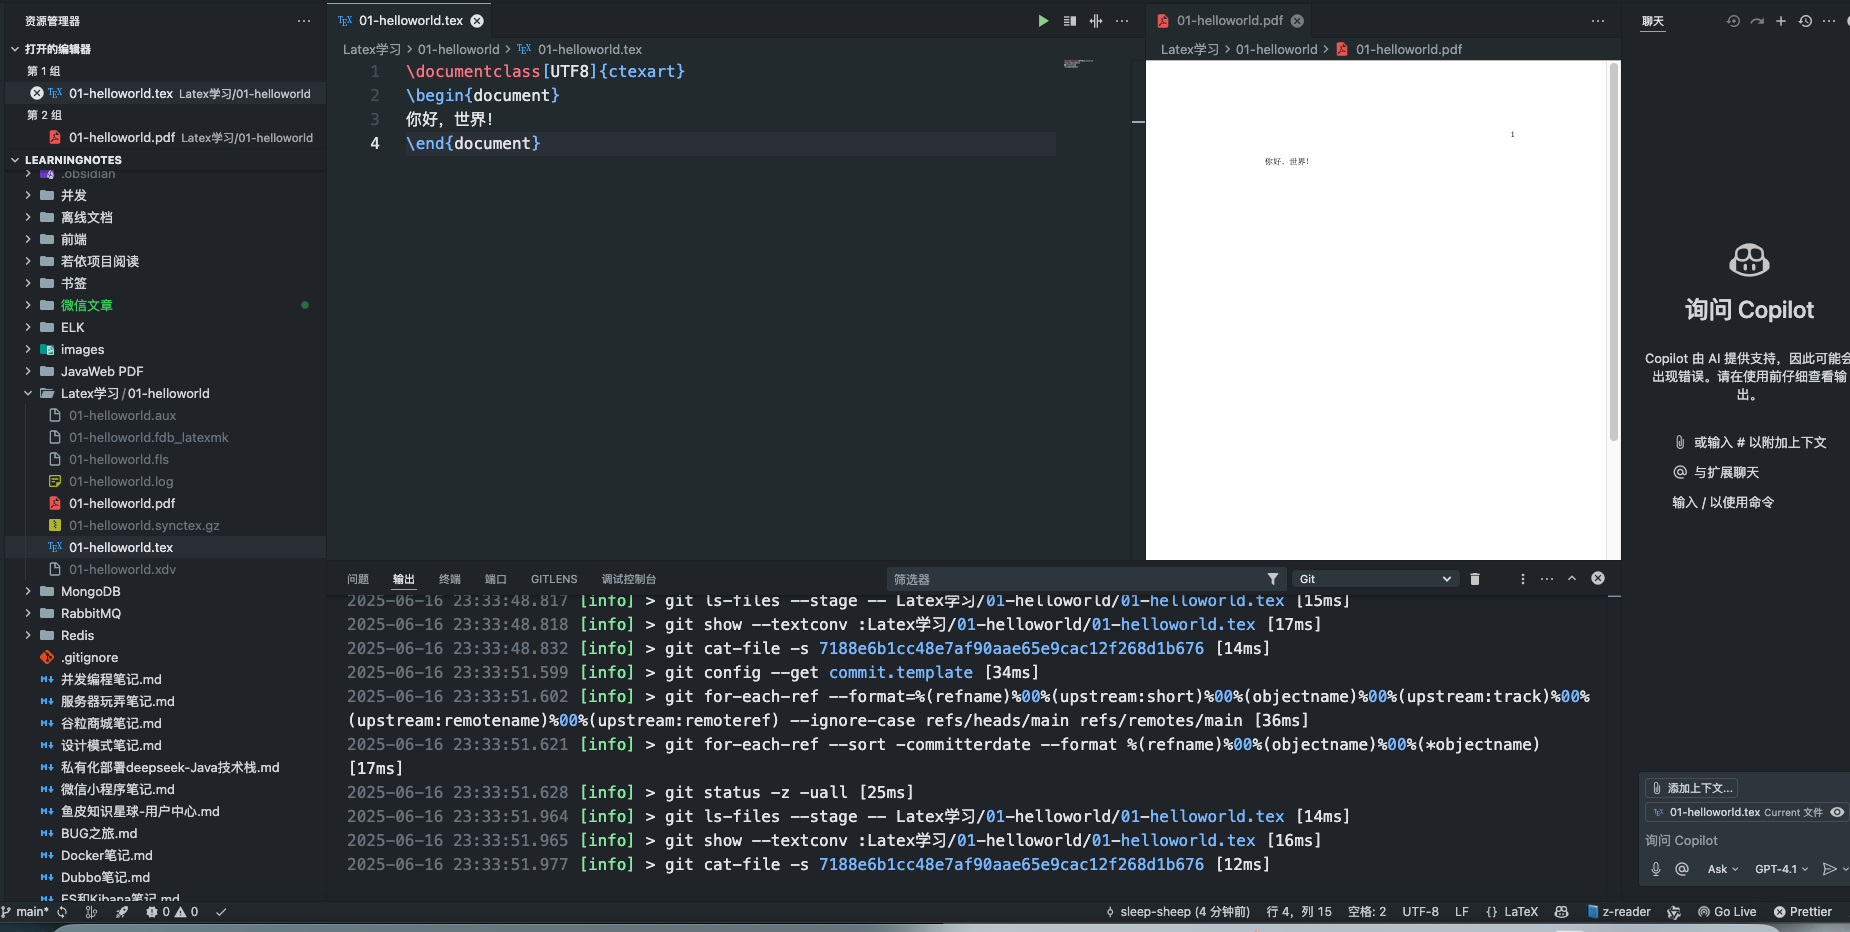 资源管理器
打开的编辑器
第 1 组
01-helloworld.tex Latex学习/01-helloworld
第 2 组
01-helloworld.pdf Latex学习/01-helloworld
LEARNINGNOTES
.obsidian
并发
离线文档
前端
若依项目阅读
书签
微信文章
ELK
images
JavaWeb PDF
Latex学习 / 01-helloworld
01-helloworld.aux
01-helloworld.fdb_latexmk
01-helloworld.fls
01-helloworld.log
01-helloworld.pdf
01-helloworld.synctex.gz
01-helloworld.tex
01-helloworld.xdv
MongoDB
RabbitMQ
Redis
.gitignore
并发编程笔记.md
服务器玩弄笔记.md
谷粒商城笔记.md
设计模式笔记.md
私有化部署deepseek-Java技术栈.md
微信小程序笔记.md
鱼皮知识星球-用户中心.md
BUG之旅.md
Docker笔记.md
Dubbo笔记.md
ES和Kibana笔记.md
01-helloworld.tex
Latex学习 > 01-helloworld > 01-helloworld.tex
1 \documentclass[UTF8]{ctexart}
2 \begin{document}
3 你好，世界！
4 \end{document}
01-helloworld.pdf
Latex学习 > 01-helloworld > 01-helloworld.pdf
1
你好，世界！
问题 输出 终端 端口 GITLENS 调试控制台
筛选器
Git
2025-06-16 23:33:48.817 [info] > git ls-files --stage -- Latex学习/01-helloworld/01-helloworld.tex [15ms]
2025-06-16 23:33:48.818 [info] > git show --textconv :Latex学习/01-helloworld/01-helloworld.tex [17ms]
2025-06-16 23:33:48.832 [info] > git cat-file -s 7188e6b1cc48e7af90aae65e9cac12f268d1b676 [14ms]
2025-06-16 23:33:51.599 [info] > git config --get commit.template [34ms]
2025-06-16 23:33:51.602 [info] > git for-each-ref --format=%(refname)%00%(upstream:short)%00%(objectname)%00%(upstream:track)%00%
(upstream:remotename)%00%(upstream:remoteref) --ignore-case refs/heads/main refs/remotes/main [36ms]
2025-06-16 23:33:51.621 [info] > git for-each-ref --sort -committerdate --format %(refname)%00%(objectname)%00%(*objectname)
[17ms]
2025-06-16 23:33:51.628 [info] > git status -z -uall [25ms]
2025-06-16 23:33:51.964 [info] > git ls-files --stage -- Latex学习/01-helloworld/01-helloworld.tex [14ms]
2025-06-16 23:33:51.965 [info] > git show --textconv :Latex学习/01-helloworld/01-helloworld.tex [16ms]
2025-06-16 23:33:51.977 [info] > git cat-file -s 7188e6b1cc48e7af90aae65e9cac12f268d1b676 [12ms]
聊天
询问 Copilot
Copilot 由 AI 提供支持，因此可能会
出现错误。请在使用前仔细查看输
出。
或输入 # 以附加上下文
@ 与扩展聊天
输入 / 以使用命令
添加上下文...
01-helloworld.tex Current 文件
询问 Copilot
@ Ask GPT-4.1
main* 0 0
sleep-sheep (4 分钟前) 行 4，列 15 空格: 2 UTF-8 LF {} LaTeX z-reader Go Live Prettier